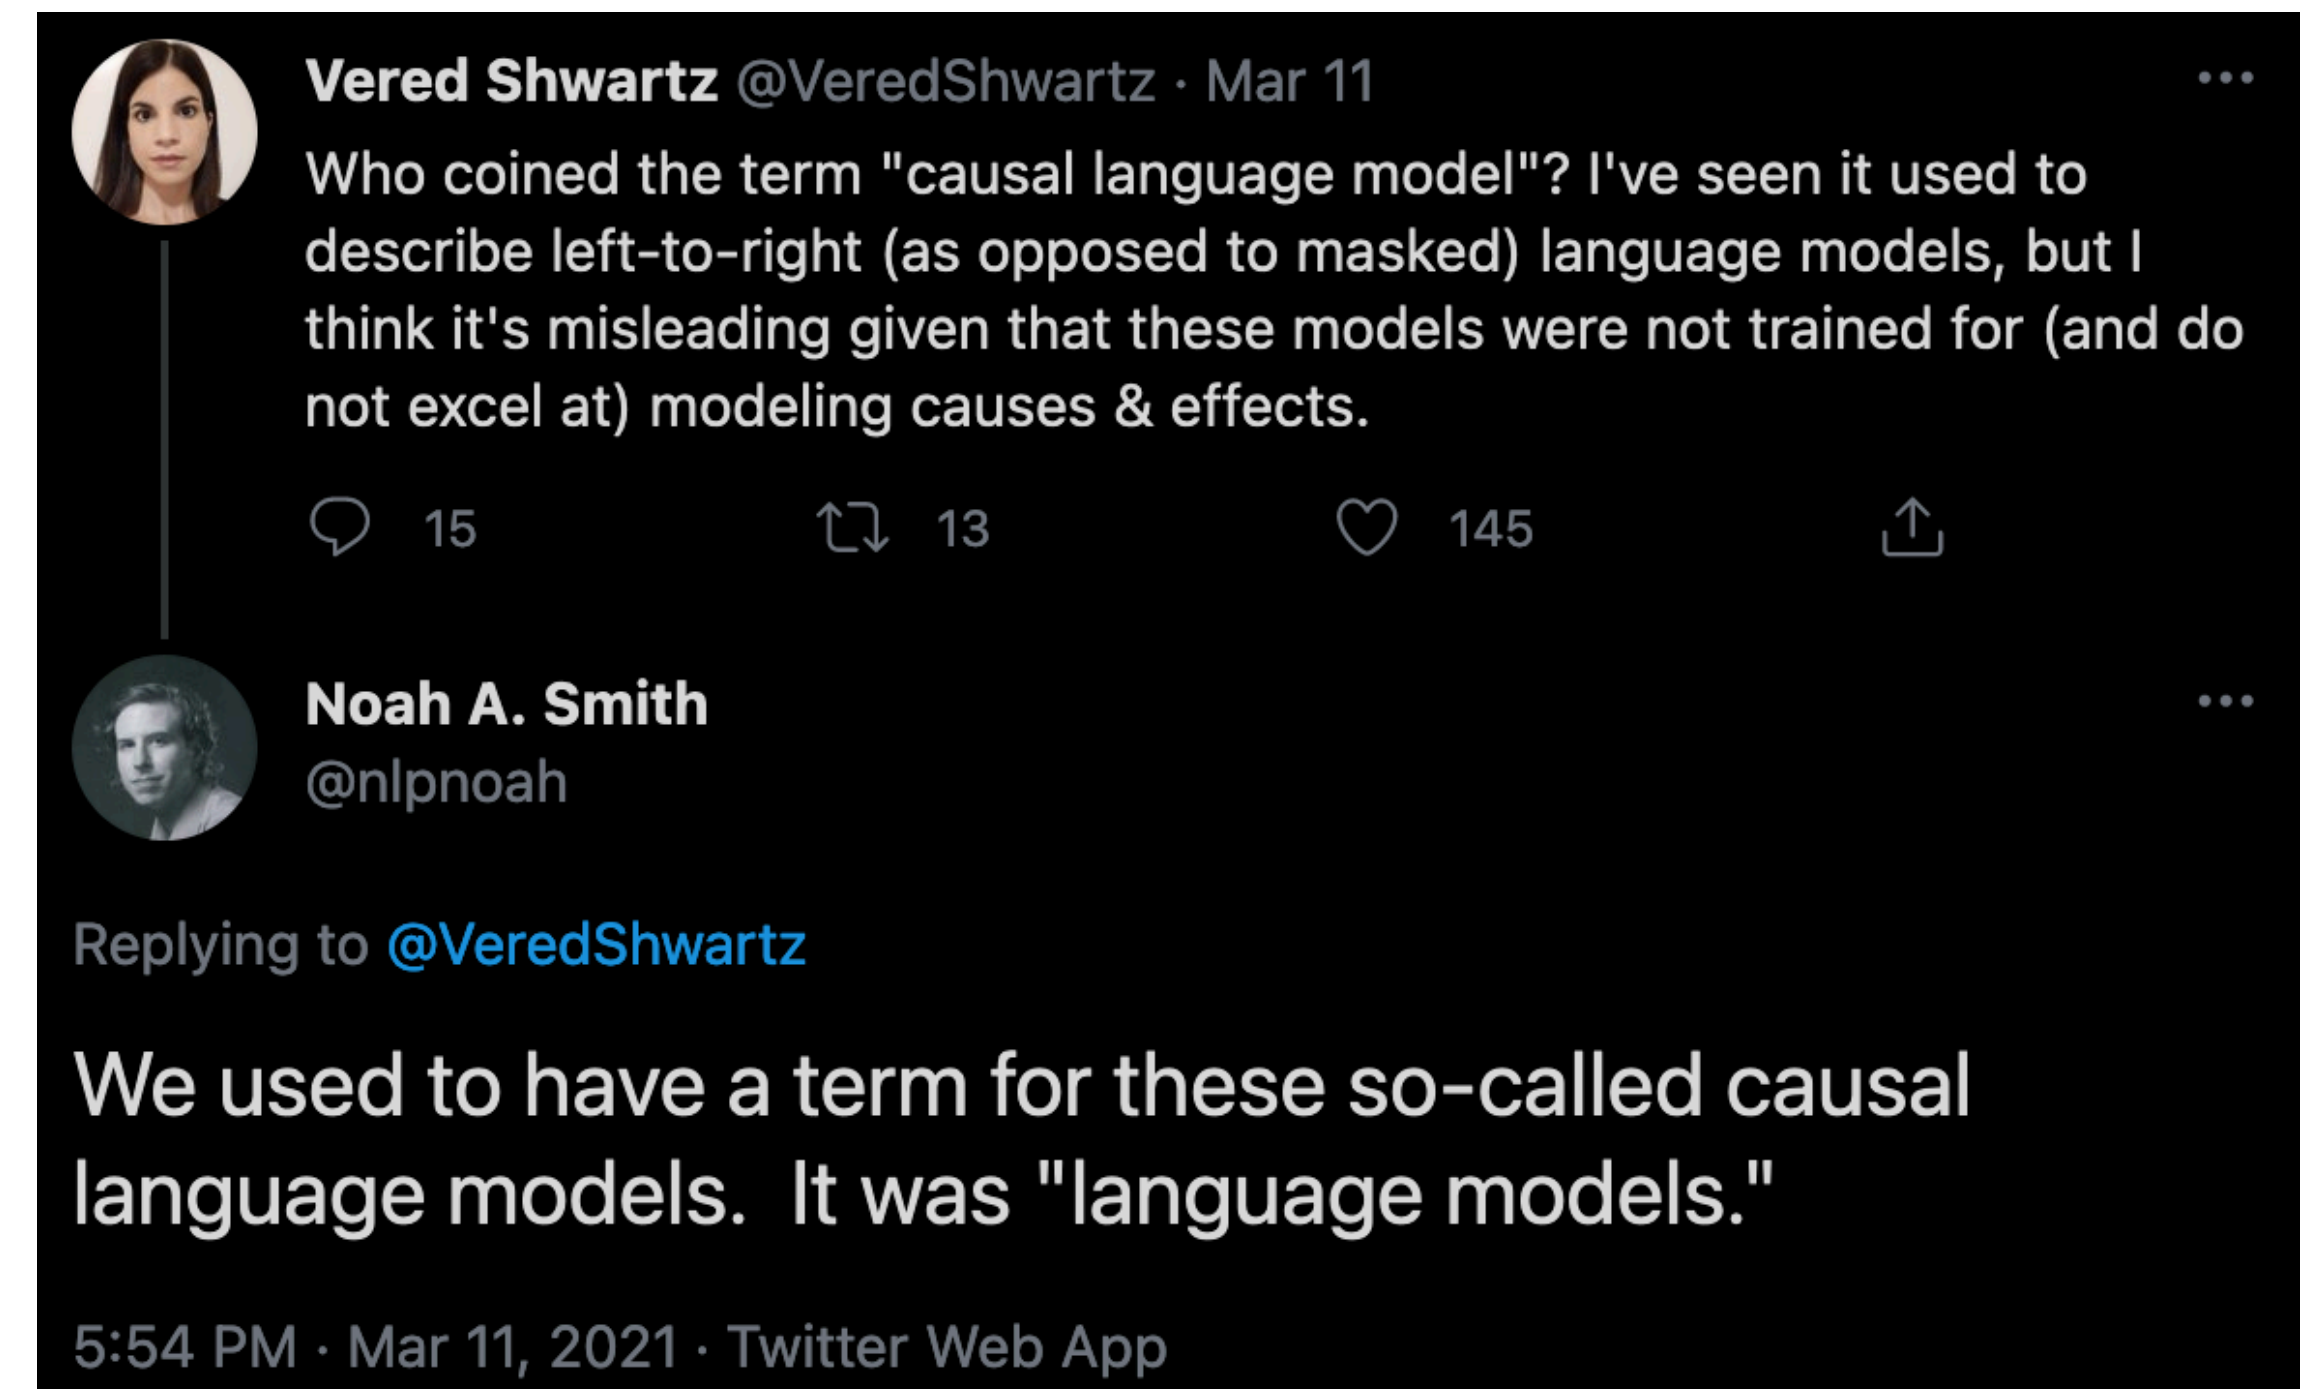 Vered Shwartz @VeredShwartz · Mar 11
Who coined the term "causal language model"? I've seen it used to
describe left-to-right (as opposed to masked) language models, but I
think it's misleading given that these models were not trained for (and do
not excel at) modeling causes & effects.
15 13 145
Noah A. Smith
@nlpnoah
Replying to @VeredShwartz
We used to have a term for these so-called causal
language models.  It was "language models."
5:54 PM · Mar 11, 2021 · Twitter Web App